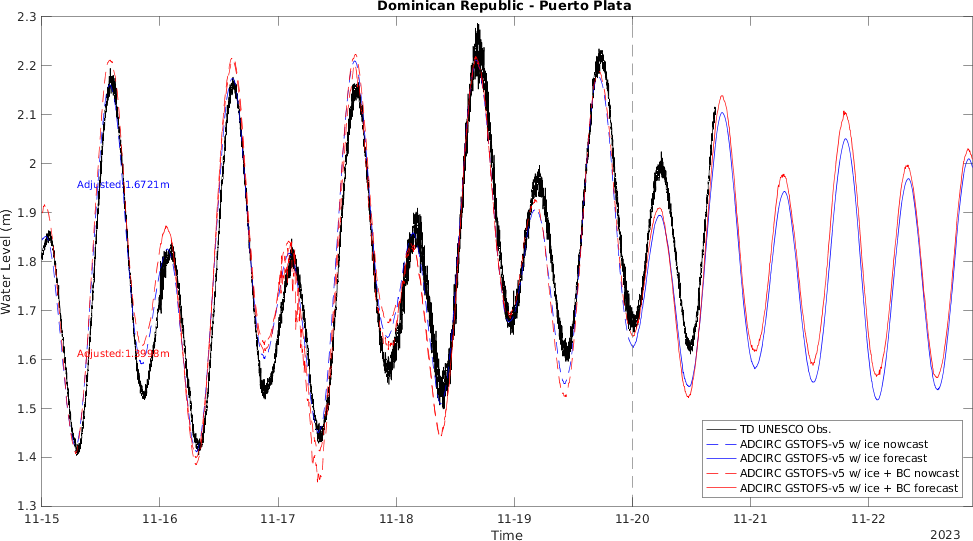 Dominican Republic - Puerto Plata
2.3
2.2
2.1
2
1.9
1.8
1.7
1.6
1.5
1.4
1.3
Water Level (m)
Adjusted:1.6721m
TD UNESCO Obs.
ADCIRC GSTOFS-v5 w/ ice nowcast
ADCIRC GSTOFS-v5 w/ ice forecast
ADCIRC GSTOFS-v5 w/ ice + BC nowcast
ADCIRC GSTOFS-v5 w/ ice + BC forecast
11-15 11-16 11-17 11-18 11-19 11-20 11-21 11-22
Time
2023